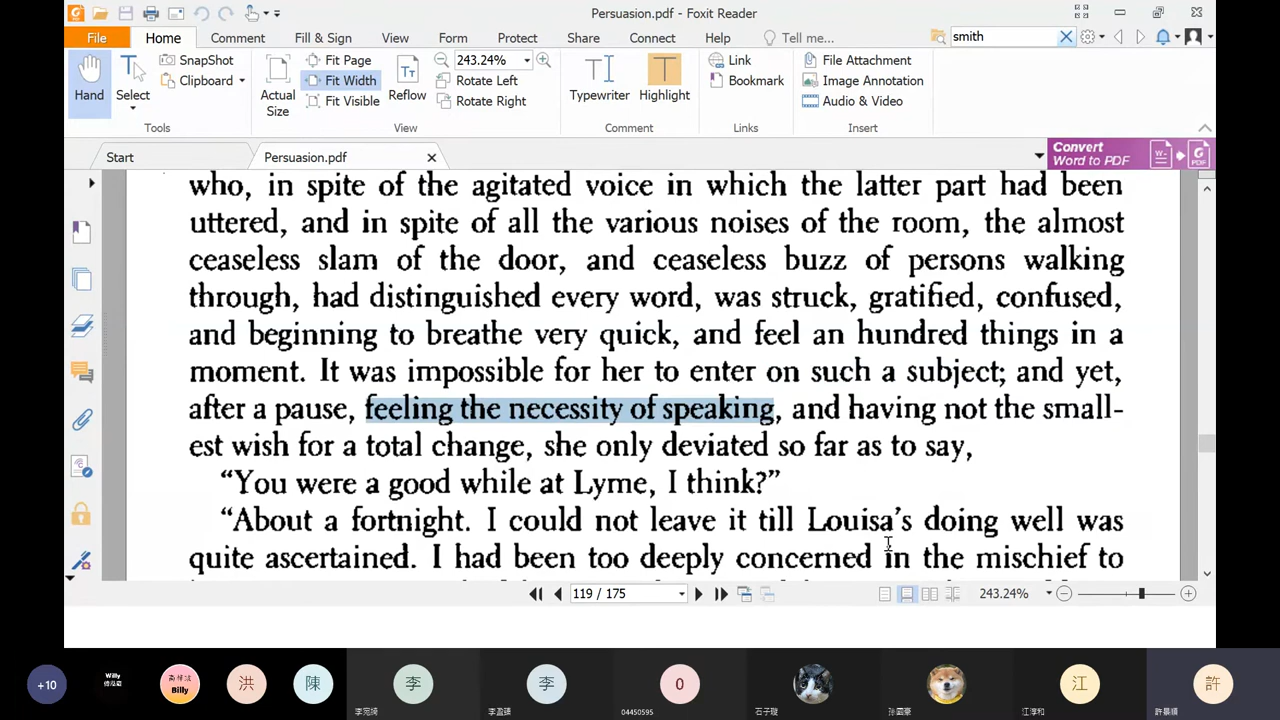 Persuasion.pdf - Foxit Reader
File Home Comment Fill & Sign View Form Protect Share Connect Help Tell me... smith
Hand
Select
SnapShot
Clipboard
Tools
Actual Size
Fit Page
Fit Width
Fit Visible
Reflow
243.24%
Rotate Left
Rotate Right
View
Typewriter
Highlight
Comment
Link
Bookmark
Links
File Attachment
Image Annotation
Audio & Video
Insert
Start Persuasion.pdf
Convert
Word to PDF
who, in spite of the agitated voice in which the latter part had been
uttered, and in spite of all the various noises of the room, the almost
ceaseless slam of the door, and ceaseless buzz of persons walking
through, had distinguished every word, was struck, gratified, confused,
and beginning to breathe very quick, and feel an hundred things in a
moment. It was impossible for her to enter on such a subject; and yet,
after a pause, feeling the necessity of speaking, and having not the small-
est wish for a total change, she only deviated so far as to say,
“You were a good while at Lyme, I think?”
“About a fortnight. I could not leave it till Louisa’s doing well was
quite ascertained. I had been too deeply concerned in the mischief to
119 / 175 243.24%
+10
Willy
Billy
洪
陳
李
李
0
江
許
04450595